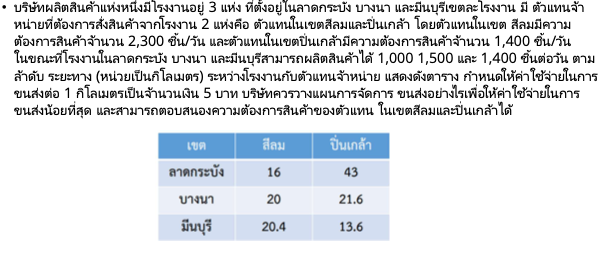 • บริษัทผลิตสินค้าแห่งหนึ่งมีโรงงานอยู่ 3 แห่ง ที่ตั้งอยู่ในลาดกระบัง บางนา และมีนบุรีเขตละโรงงาน มี ตัวแทนจำ
หน่ายที่ต้องการสั่งสินค้าจากโรงงาน 2 แห่งคือ ตัวแทนในเขตสีลมและปิ่นเกล้า โดยตัวแทนในเขต สีลมมีความ
ต้องการสินค้าจำนวน 2,300 ชิ้น/วัน และตัวแทนในเขตปิ่นเกล้ามีความต้องการสินค้าจำนวน 1,400 ชิ้น/วัน
ในขณะที่โรงงานในลาดกระบัง บางนา และมีนบุรีสามารถผลิตสินค้าได้ 1,000 1,500 และ 1,400 ชิ้นต่อวัน ตาม
ลำดับ ระยะทาง (หน่วยเป็นกิโลเมตร) ระหว่างโรงงานกับตัวแทนจำหน่าย แสดงดังตาราง กำหนดให้ค่าใช้จ่ายในการ
ขนส่งต่อ 1 กิโลเมตรเป็นจำนวนเงิน 5 บาท บริษัทควรวางแผนการจัดการ ขนส่งอย่างไรเพื่อให้ค่าใช้จ่ายในการ
ขนส่งน้อยที่สุด และสามารถตอบสนองความต้องการสินค้าของตัวแทน ในเขตสีลมและปิ่นเกล้าได้
เขต สีลม ปิ่นเกล้า
ลาดกระบัง 16 43
บางนา 20 21.6
มีนบุรี 20.4 13.6